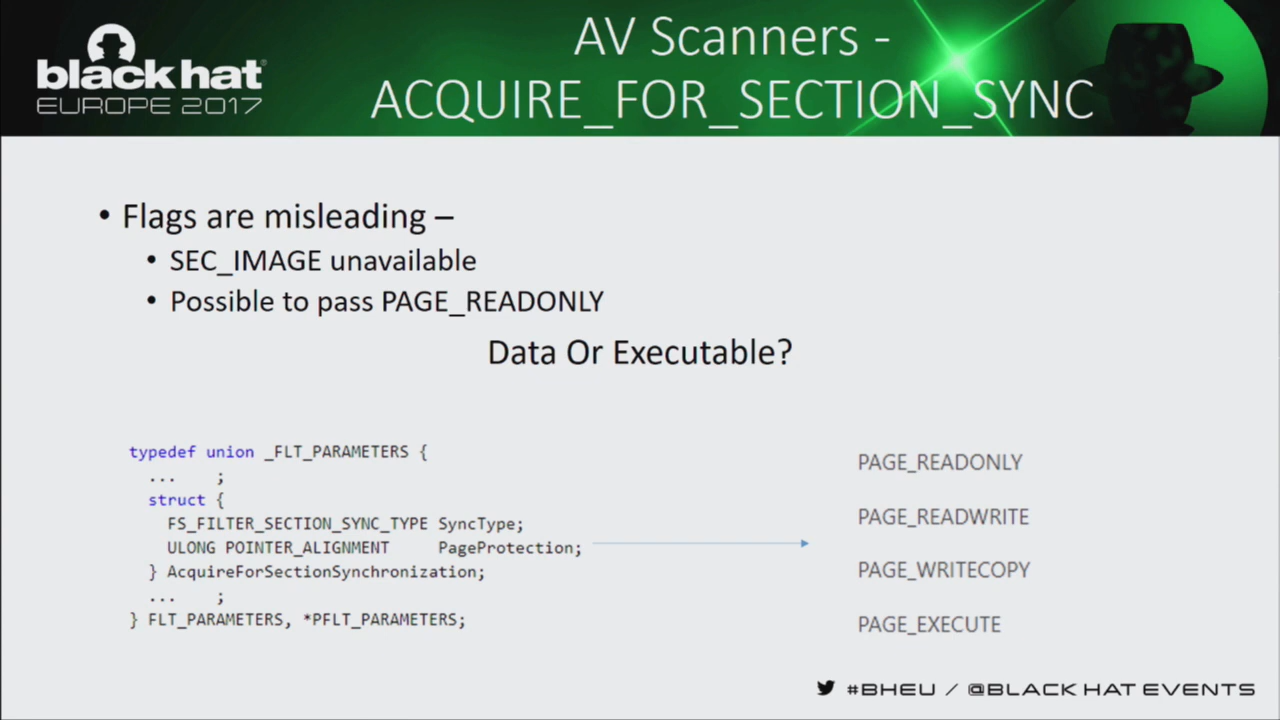 black hat
EUROPE 2017
AV Scanners -
ACQUIRE_FOR_SECTION_SYNC
• Flags are misleading –
• SEC_IMAGE unavailable
• Possible to pass PAGE_READONLY
Data Or Executable?
typedef union _FLT_PARAMETERS {
... ;
struct {
FS_FILTER_SECTION_SYNC_TYPE SyncType;
ULONG POINTER_ALIGNMENT PageProtection;
} AcquireForSectionSynchronization;
... ;
} FLT_PARAMETERS, *PFLT_PARAMETERS;
PAGE_READONLY
PAGE_READWRITE
PAGE_WRITECOPY
PAGE_EXECUTE
#BHEU / @BLACK HAT EVENTS